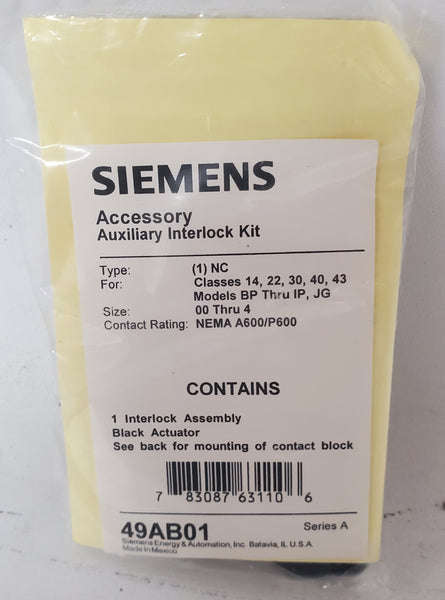 SIEMENS
Accessory
Auxiliary Interlock Kit
Type: (1) NC
For: Classes 14, 22, 30, 40, 43
Models BP Thru IP, JG
Size: 00 Thru 4
Contact Rating: NEMA A600/P600
CONTAINS
1 Interlock Assembly
Black Actuator
See back for mounting of contact block
7 83087 63110 6
49AB01 Series A
Siemens Energy & Automation, Inc. Batavia, IL U.S.A.
Made In Mexico